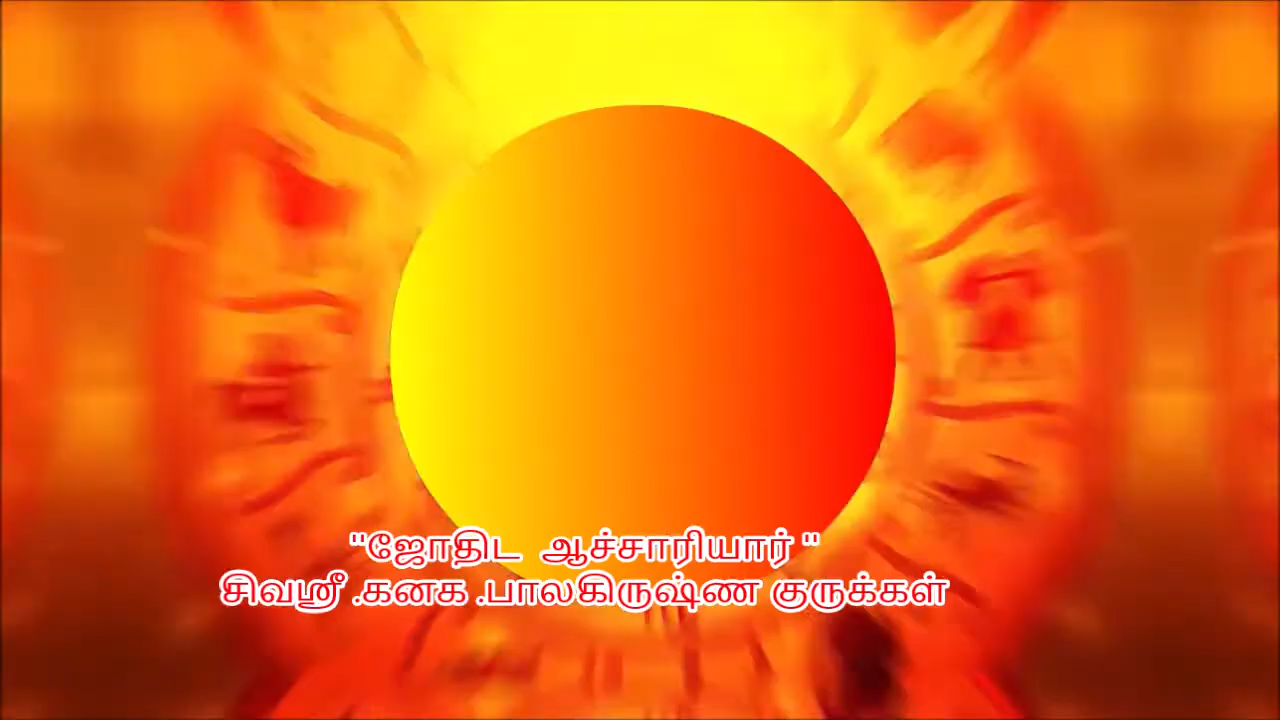 "ஜோதிட ஆச்சாரியார் "
சிவஸ்ரீ .கனக .பாலகிருஷ்ண குருக்கள்